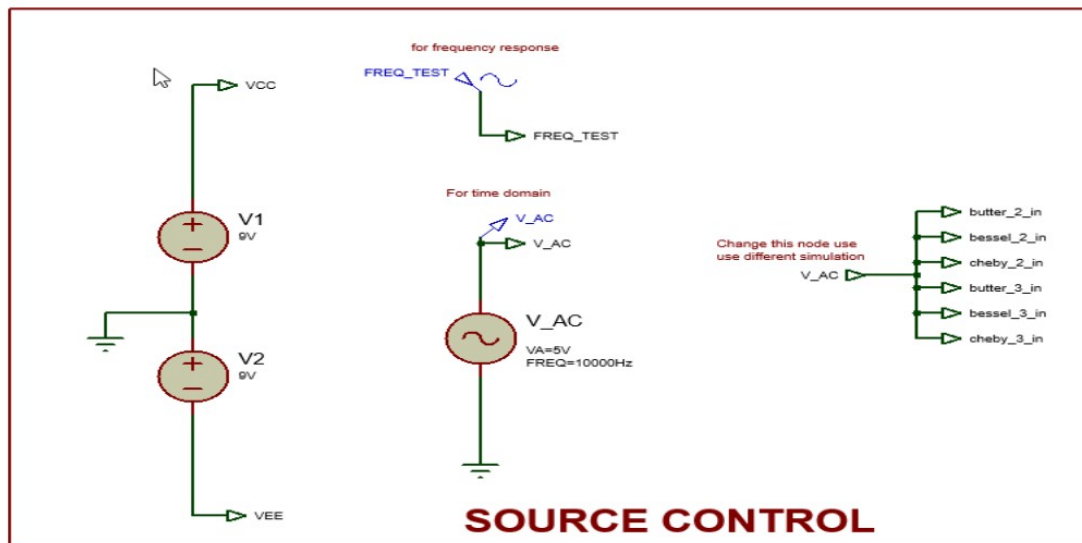 for frequency response
FREQ_TEST
VCC
FREQ_TEST
For time domain
V_AC
V_AC
V1
9V
butter_2_in
bessel_2_in
cheby_2_in
butter_3_in
bessel_3_in
cheby_3_in
Change this node use
use different simulation
V_AC
V_AC
VA=5V
FREQ=10000Hz
V2
9V
VEE
SOURCE CONTROL